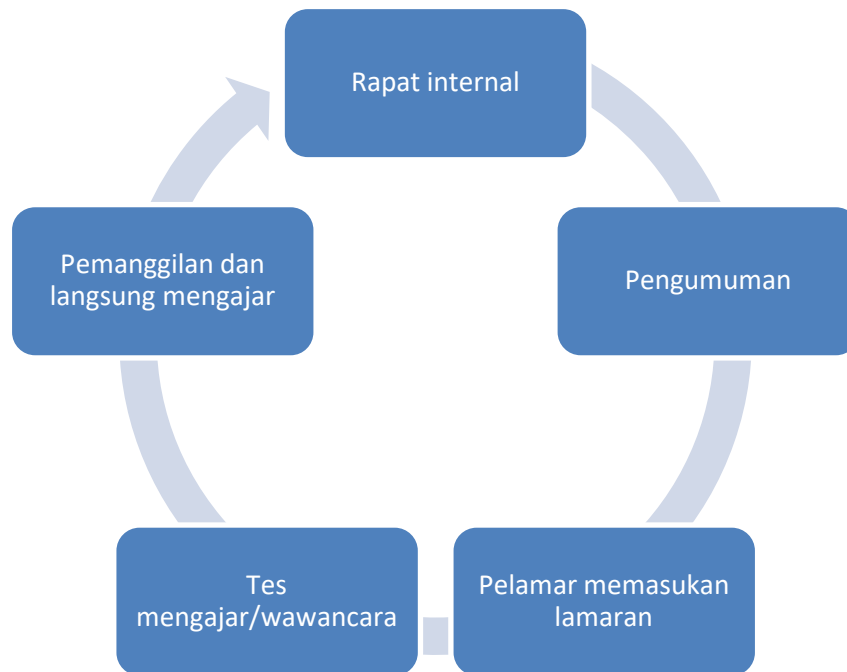 Rapat internal
Pengumuman
Pelamar memasukan
lamaran
Tes
mengajar/wawancara
Pemanggilan dan
langsung mengajar